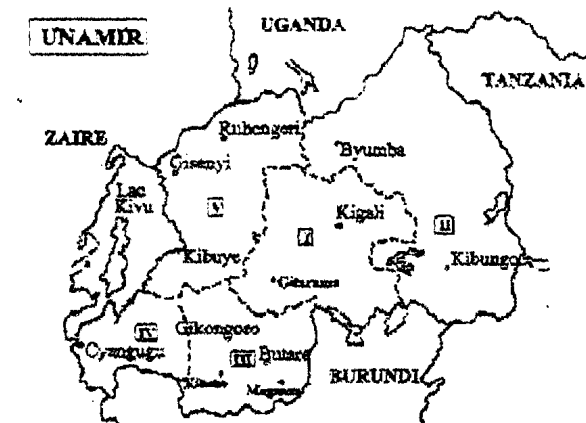 UGANDA
UNAMIR
TANZANIA
ZAIRE
Ruhengeri
Byumba
Gisenyi
Lac
Kivu
V
Kigali
I
II
Kibuye
Kibungo
Gitarama
IV
Gikongoro
Cyangugu
III
Butare
BURUNDI